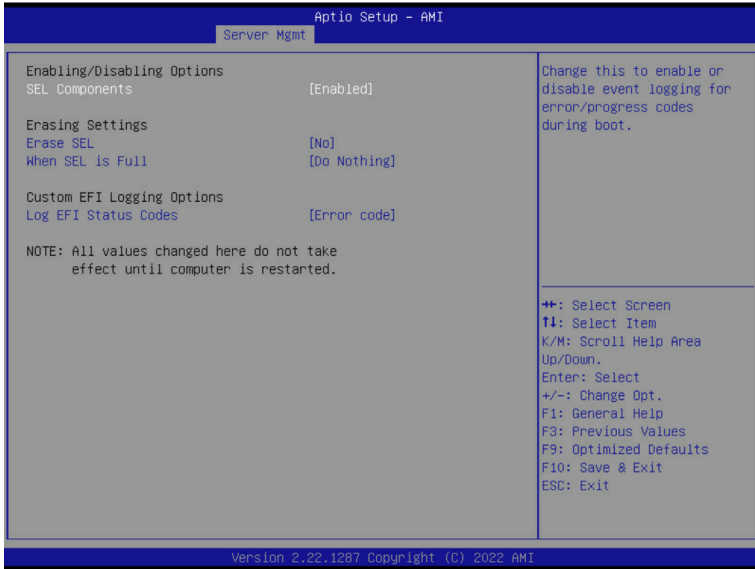 Aptio Setup – AMI
Server Mgmt
Enabling/Disabling Options
SEL Components [Enabled]
Erasing Settings
Erase SEL [No]
When SEL is Full [Do Nothing]
Custom EFI Logging Options
Log EFI Status Codes [Error code]
NOTE: All values changed here do not take
effect until computer is restarted.
Change this to enable or
disable event logging for
error/progress codes
during boot.
→←: Select Screen
↑↓: Select Item
K/M: Scroll Help Area
Up/Down.
Enter: Select
+/-: Change Opt.
F1: General Help
F3: Previous Values
F9: Optimized Defaults
F10: Save & Exit
ESC: Exit
Version 2.22.1287 Copyright (C) 2022 AMI